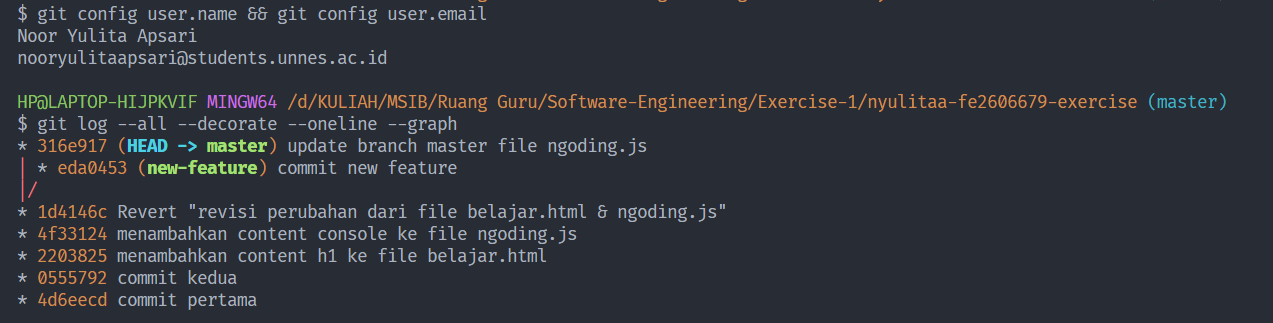 $ git config user.name && git config user.email
Noor Yulita Apsari
nooryulitaapsari@students.unnes.ac.id
HP@LAPTOP-HIJPKVIF MINGW64 /d/KULIAH/MSIB/Ruang Guru/Software-Engineering/Exercise-1/nyulitaa-fe2606679-exercise (master)
$ git log --all --decorate --oneline --graph
* 316e917 (HEAD -> master) update branch master file ngoding.js
| * eda0453 (new-feature) commit new feature
|/
* 1d4146c Revert "revisi perubahan dari file belajar.html & ngoding.js"
* 4f33124 menambahkan content console ke file ngoding.js
* 2203825 menambahkan content h1 ke file belajar.html
* 0555792 commit kedua
* 4d6eecd commit pertama